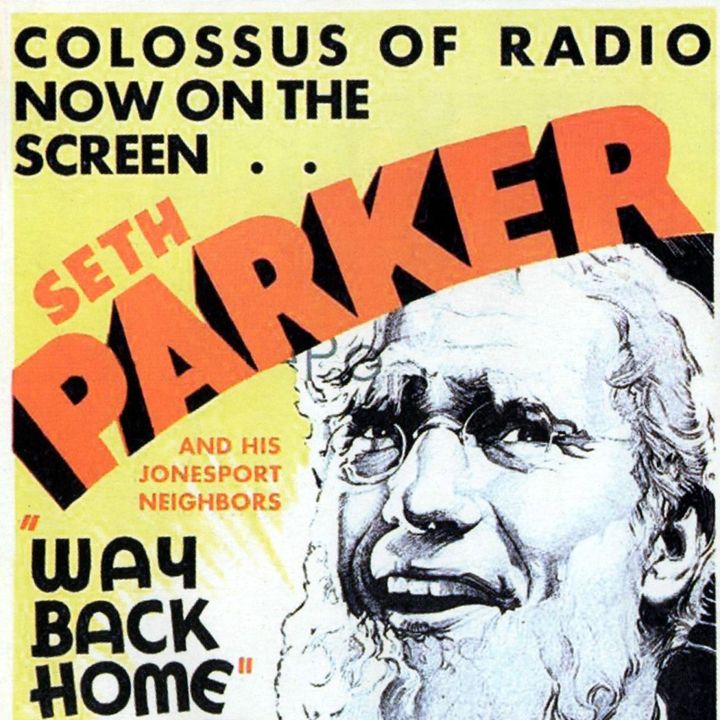 COLOSSUS OF RADIO
NOW ON THE
SCREEN . .
SETH
PARKER
AND HIS
JONESPORT
NEIGHBORS
"WAY
BACK
HOME"